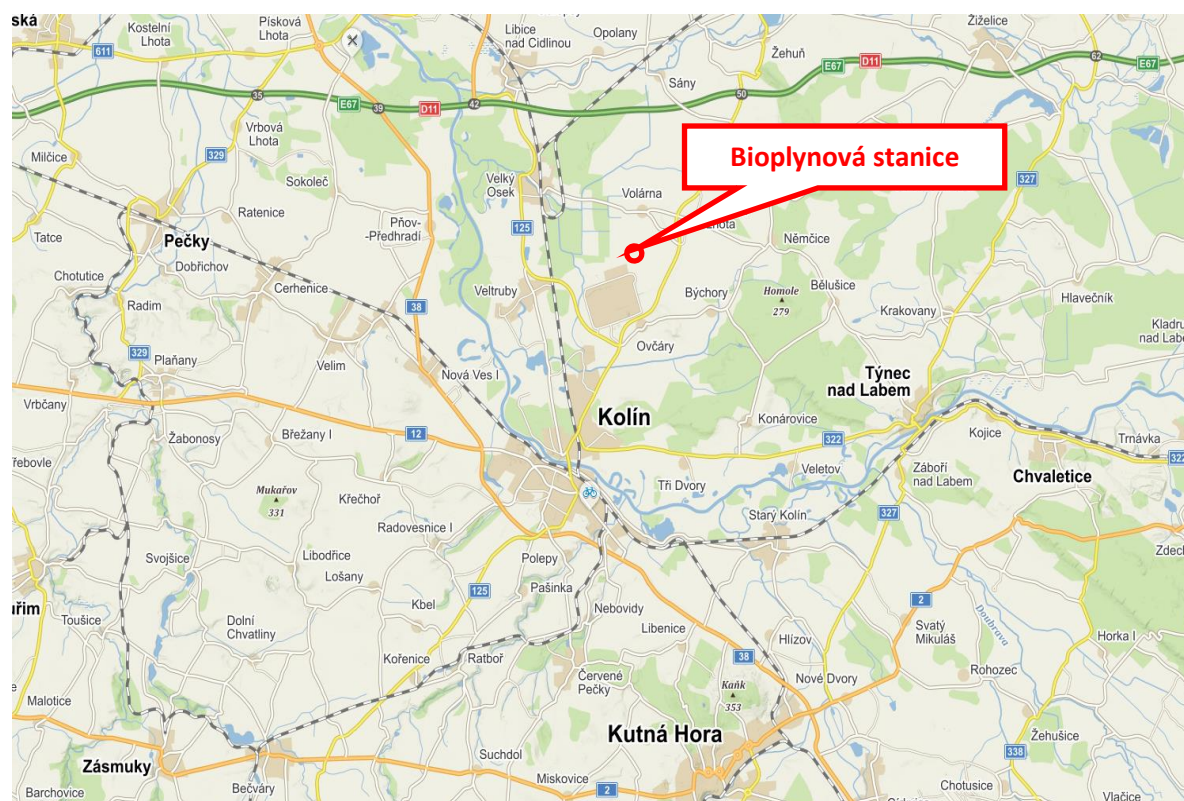 ská
Kostelní
Lhota
Písková
Lhota
Libice
nad Cidlinou
Opolany
Žiželice
611
Žehuň
62
E67
D11
E67
Sány
35
E67
39
D11
42
50
Vrbová
Lhota
Bioplynová stanice
Milčice
329
Sokoleč
Velký
Osek
Volárna
327
Ratenice
Pňov-
-Předhradí
125
Tatce
Pečky
Němčice
Dobřichov
Chotutice
Cerhenice
Veltruby
Býchory
Homole
279
Bělušice
Hlavečník
Radim
38
Krakovany
Kladru
nad Labe
329
Plaňany
Velim
Ovčáry
Nová Ves I
Týnec
nad Labem
Vrbčany
Kolín
Konárovice
Žabonosy
Břežany I
12
322
Kojice
Trnávka
322
Mukařov
331
Křečhoř
Tři Dvory
Veletov
Záboří
nad Labem
Chvaletice
Radovesnice I
Starý Kolín
327
Svojšice
Libodřice
Polepy
Zdec
Lošany
Pašinka
125
uřim
Toušice
Kbel
Nebovidy
2
Doubrava
Dolní
Chvatliny
Libenice
Hlízov
Svatý
Mikuláš
Horka I
Kořenice
Ratboř
38
Rohozec
Malotice
Červené
Pečky
Kaňk
353
Nové Dvory
Kutná Hora
Žehušice
Zásmuky
Suchdol
338
Bečváry
Miskovice
2
Chotusice
Barchovice
Vlačice